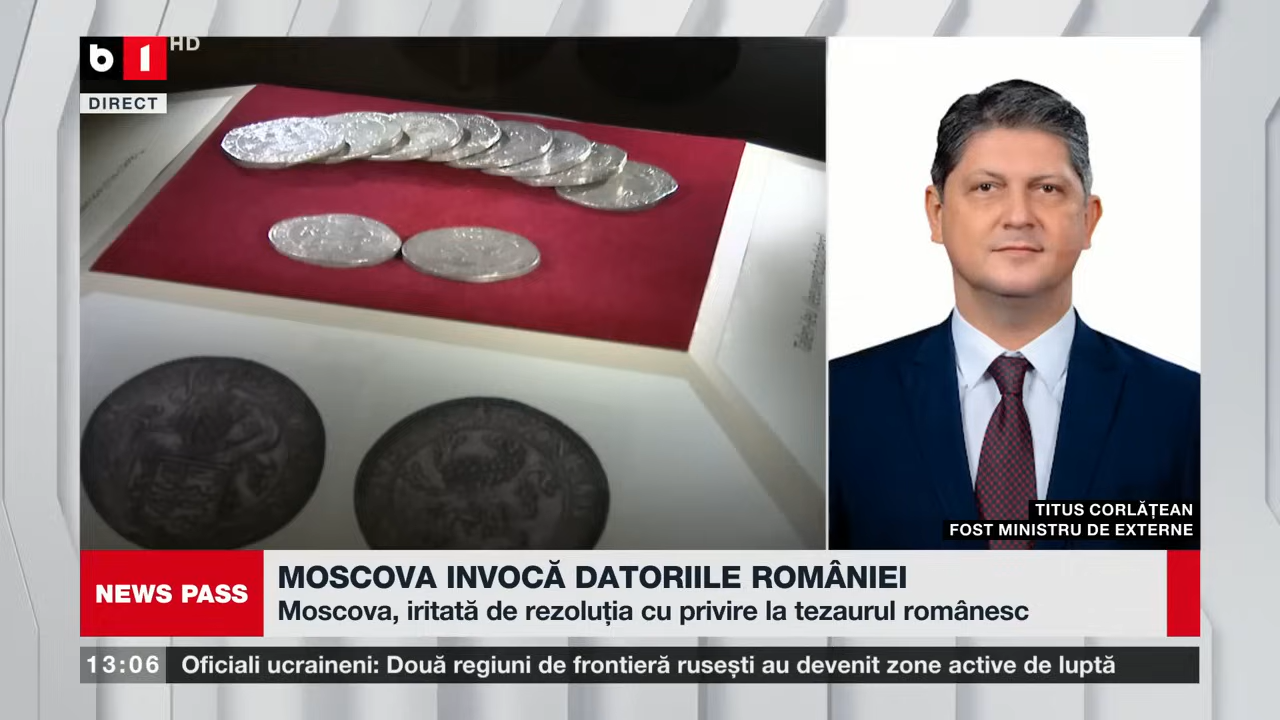 b1 HD
DIRECT
TITUS CORLĂȚEAN
FOST MINISTRU DE EXTERNE
NEWS PASS
MOSCOVA INVOCĂ DATORIILE ROMÂNIEI
Moscova, iritată de rezoluția cu privire la tezaurul românesc
13:06 Oficiali ucraineni: Două regiuni de frontieră rusești au devenit zone active de luptă